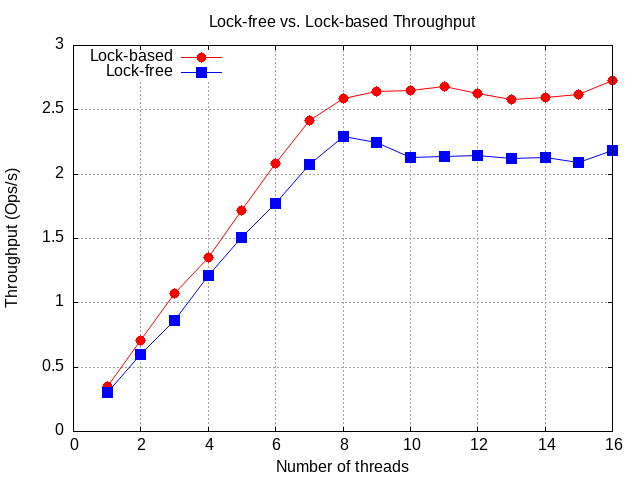 Lock-free vs. Lock-based Throughput
3
Lock-based
Lock-free
2.5
2
1.5
1
0.5
0
Throughput (Ops/s)
0 2 4 6 8 10 12 14 16
Number of threads